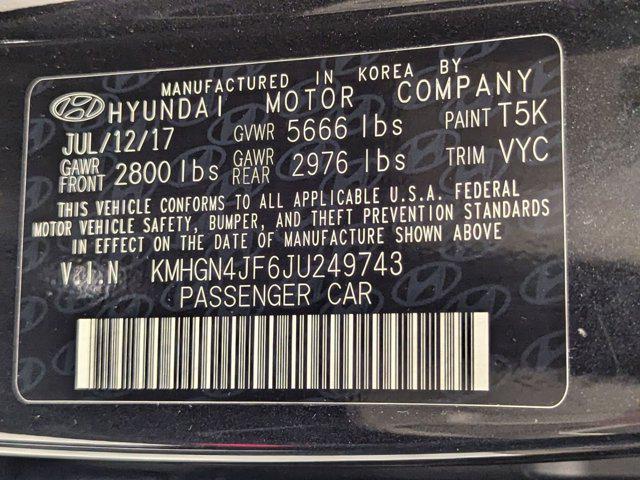 MANUFACTURED IN KOREA BY
HYUNDAI MOTOR COMPANY
JUL/12/17 GVWR 5666 lbs PAINT T5K
GAWR FRONT 2800 lbs GAWR REAR 2976 lbs TRIM VYC
THIS VEHICLE CONFORMS TO ALL APPLICABLE U.S.A. FEDERAL
MOTOR VEHICLE SAFETY, BUMPER, AND THEFT PREVENTION STANDARDS
IN EFFECT ON THE DATE OF MANUFACTURE SHOWN ABOVE
V.I.N KMHGN4JF6JU249743
PASSENGER CAR